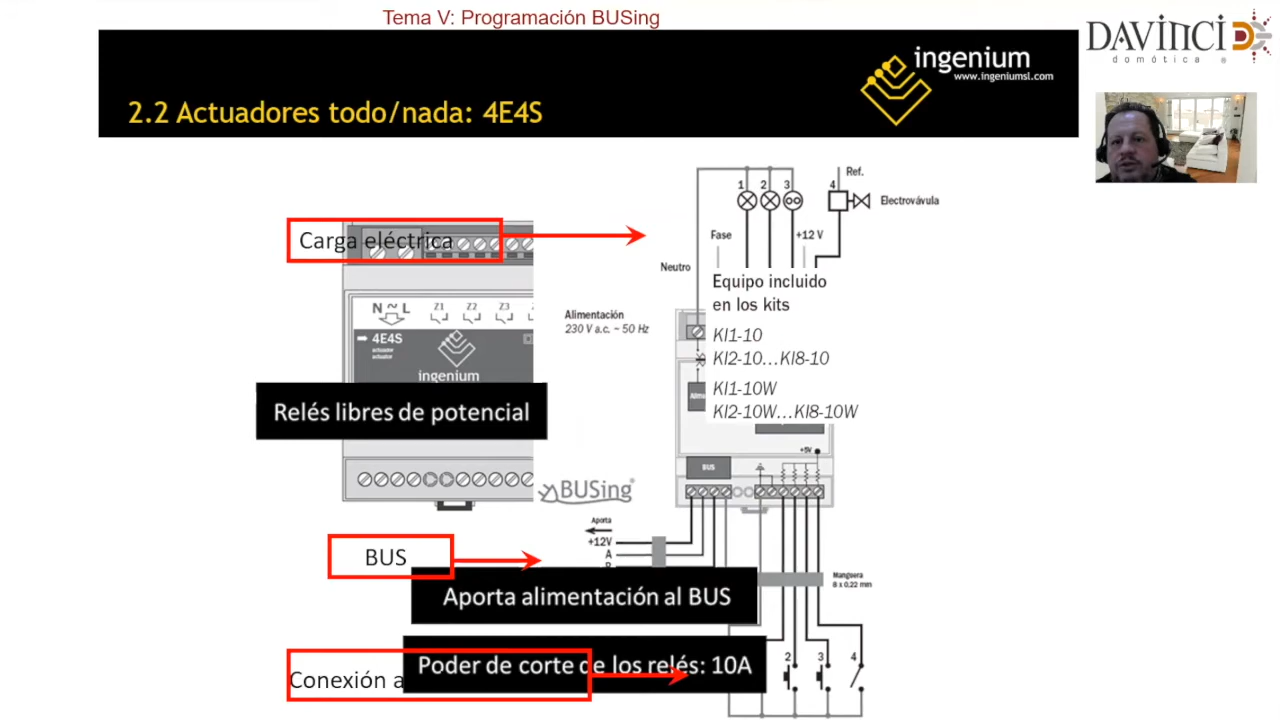 Tema V: Programación BUSing
DAVINCI
domótica ®
ingenium
www.ingeniumsl.com
2.2 Actuadores todo/nada: 4E4S
Ref.
1
2
3
4
Electrovávula
Carga eléctrica
Fase
+12 V
Neutro
Equipo incluido
en los kits
KI1-10
KI2-10...KI8-10
KI1-10W
KI2-10W...KI8-10W
N ~ L
Z1
Z2
Z3
4E4S
actuador
actuator
ingenium
Alimentación
230 V a.c. ~ 50 Hz
Relés libres de potencial
+5V
BUS
BUSing®
Aporta
+12V
A
BUS
Manguera
8 x 0,22 mm
Aporta alimentación al BUS
Poder de corte de los relés: 10A
Conexión a
2
3
4